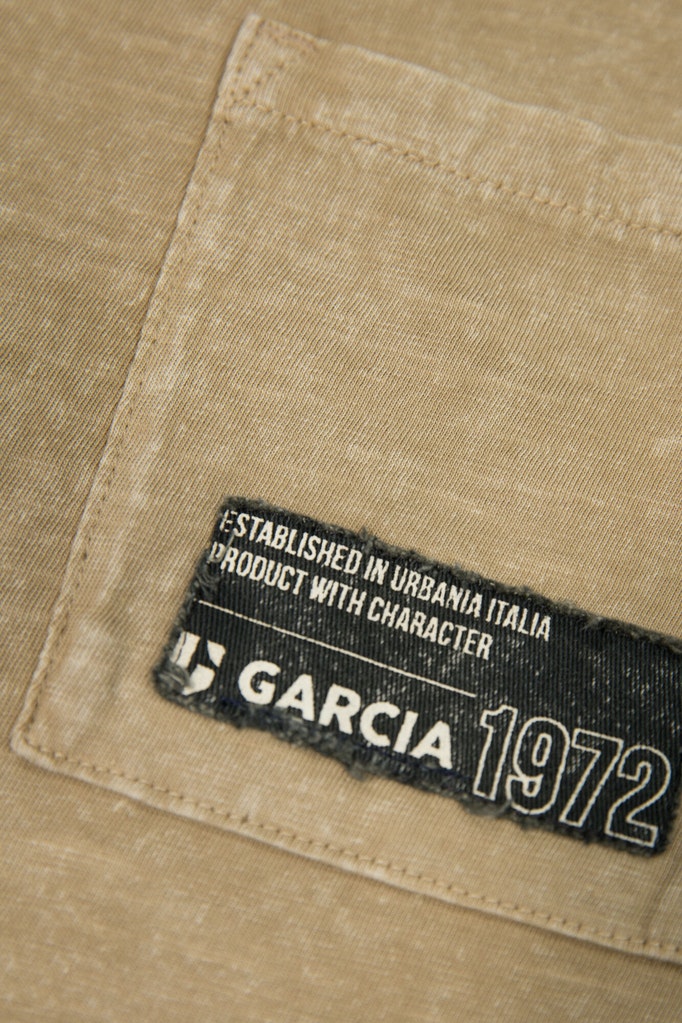 ESTABLISHED IN URBANIA ITALIA
PRODUCT WITH CHARACTER
GARCIA 1972